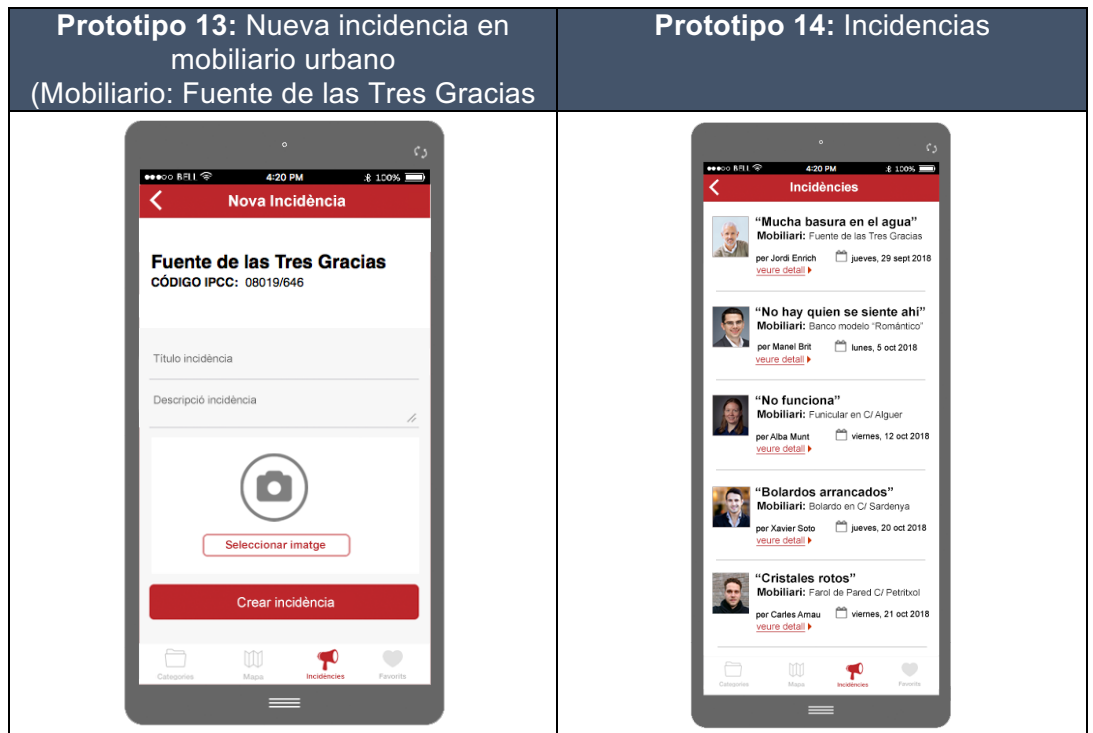 Prototipo 13: Nueva incidencia en
mobiliario urbano
(Mobiliario: Fuente de las Tres Gracias
Prototipo 14: Incidencias
BELL 4:20 PM 100%
Nova Incidència
Fuente de las Tres Gracias
CÓDIGO IPCC: 08019/646
Título incidència
Descripció incidència
Seleccionar imatge
Crear incidència
Categories Mapa Incidències Favorits
BELL 4:20 PM 100%
Incidències
“Mucha basura en el agua”
Mobiliari: Fuente de las Tres Gracias
per Jordi Enrich jueves, 29 sept 2018
veure detall
“No hay quien se siente ahi”
Mobiliari: Banco modelo “Romántico”
per Manel Brit lunes, 5 oct 2018
veure detall
“No funciona”
Mobiliari: Funicular en C/ Alguer
per Alba Munt viernes, 12 oct 2018
veure detall
“Bolardos arrancados”
Mobiliari: Bolardo en C/ Sardenya
per Xavier Soto jueves, 20 oct 2018
veure detall
“Cristales rotos”
Mobiliari: Farol de Pared C/ Petritxol
per Carles Arnau viernes, 21 oct 2018
veure detall
Categories Mapa Incidències Favorits